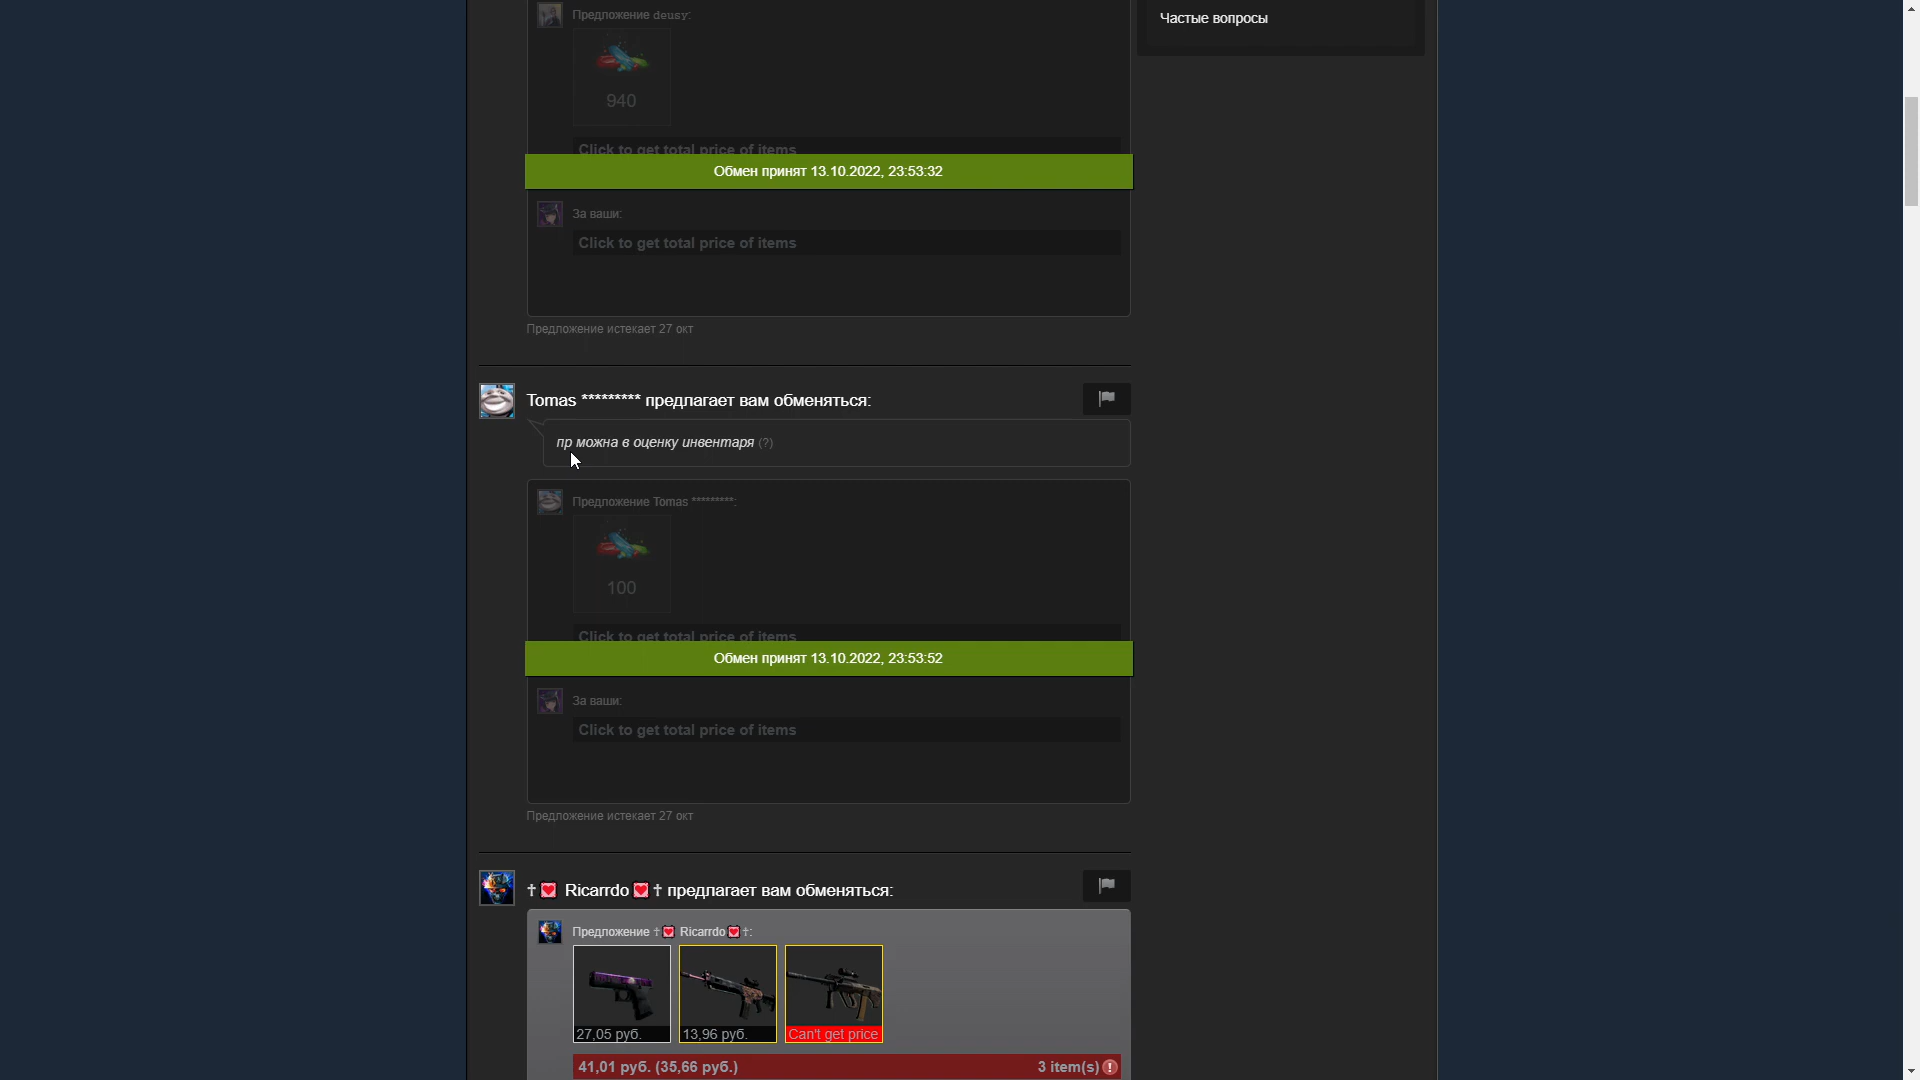 Предложение deusy:
Частые вопросы
940
Click to get total price of items
Обмен принят 13.10.2022, 23:53:32
За ваши:
Click to get total price of items
Предложение истекает 27 окт
Tomas ********* предлагает вам обменяться:
пр можна в оценку инвентаря (?)
Предложение Tomas *********:
100
Click to get total price of items
Обмен принят 13.10.2022, 23:53:52
За ваши:
Click to get total price of items
Предложение истекает 27 окт
†💟 Ricarrdo💟† предлагает вам обменяться:
Предложение †💟 Ricarrdo💟†:
27,05 руб. 13,96 руб. Can't get price
41,01 руб. (35,66 руб.) 3 item(s)